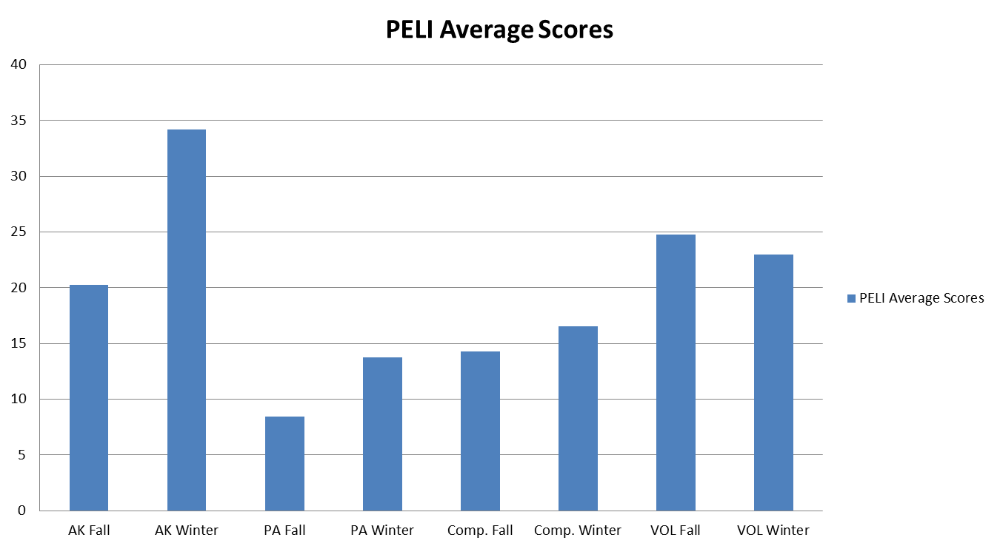 PELI Average Scores
40
35
30
25
20
15
10
5
0
AK Fall
AK Winter
PA Fall
PA Winter
Comp. Fall
Comp. Winter
VOL Fall
VOL Winter
PELI Average Scores